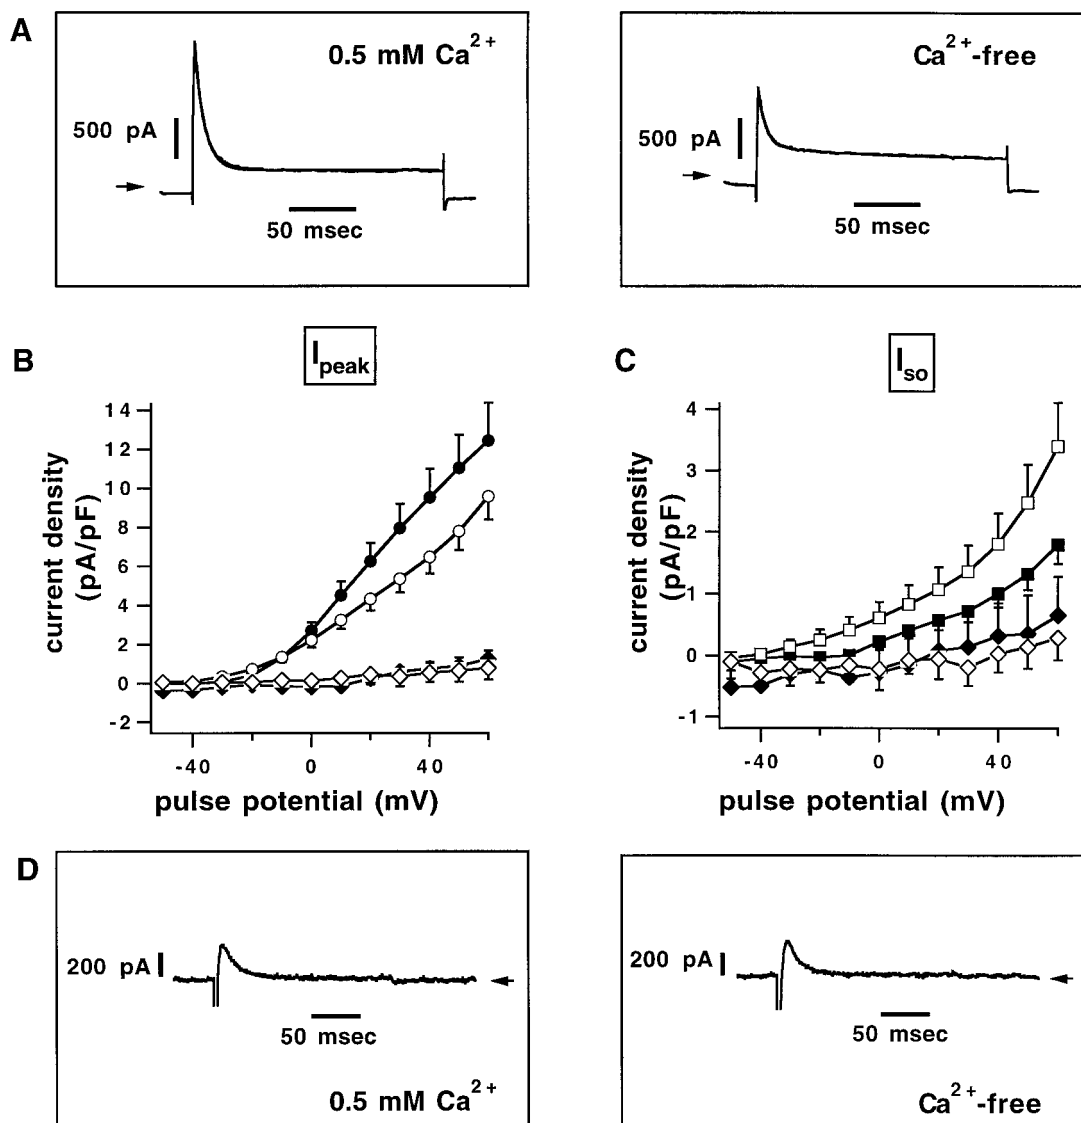 A
0.5 mM Ca2+
500 pA
50 msec
Ca2+-free
500 pA
50 msec
B
Ipeak
current density
(pA/pF)
14
12
10
8
6
4
2
0
-2
-40
0
40
pulse potential (mV)
C
Iso
current density
(pA/pF)
4
3
2
1
0
-1
-40
0
40
pulse potential (mV)
D
200 pA
50 msec
0.5 mM Ca2+
200 pA
50 msec
Ca2+-free